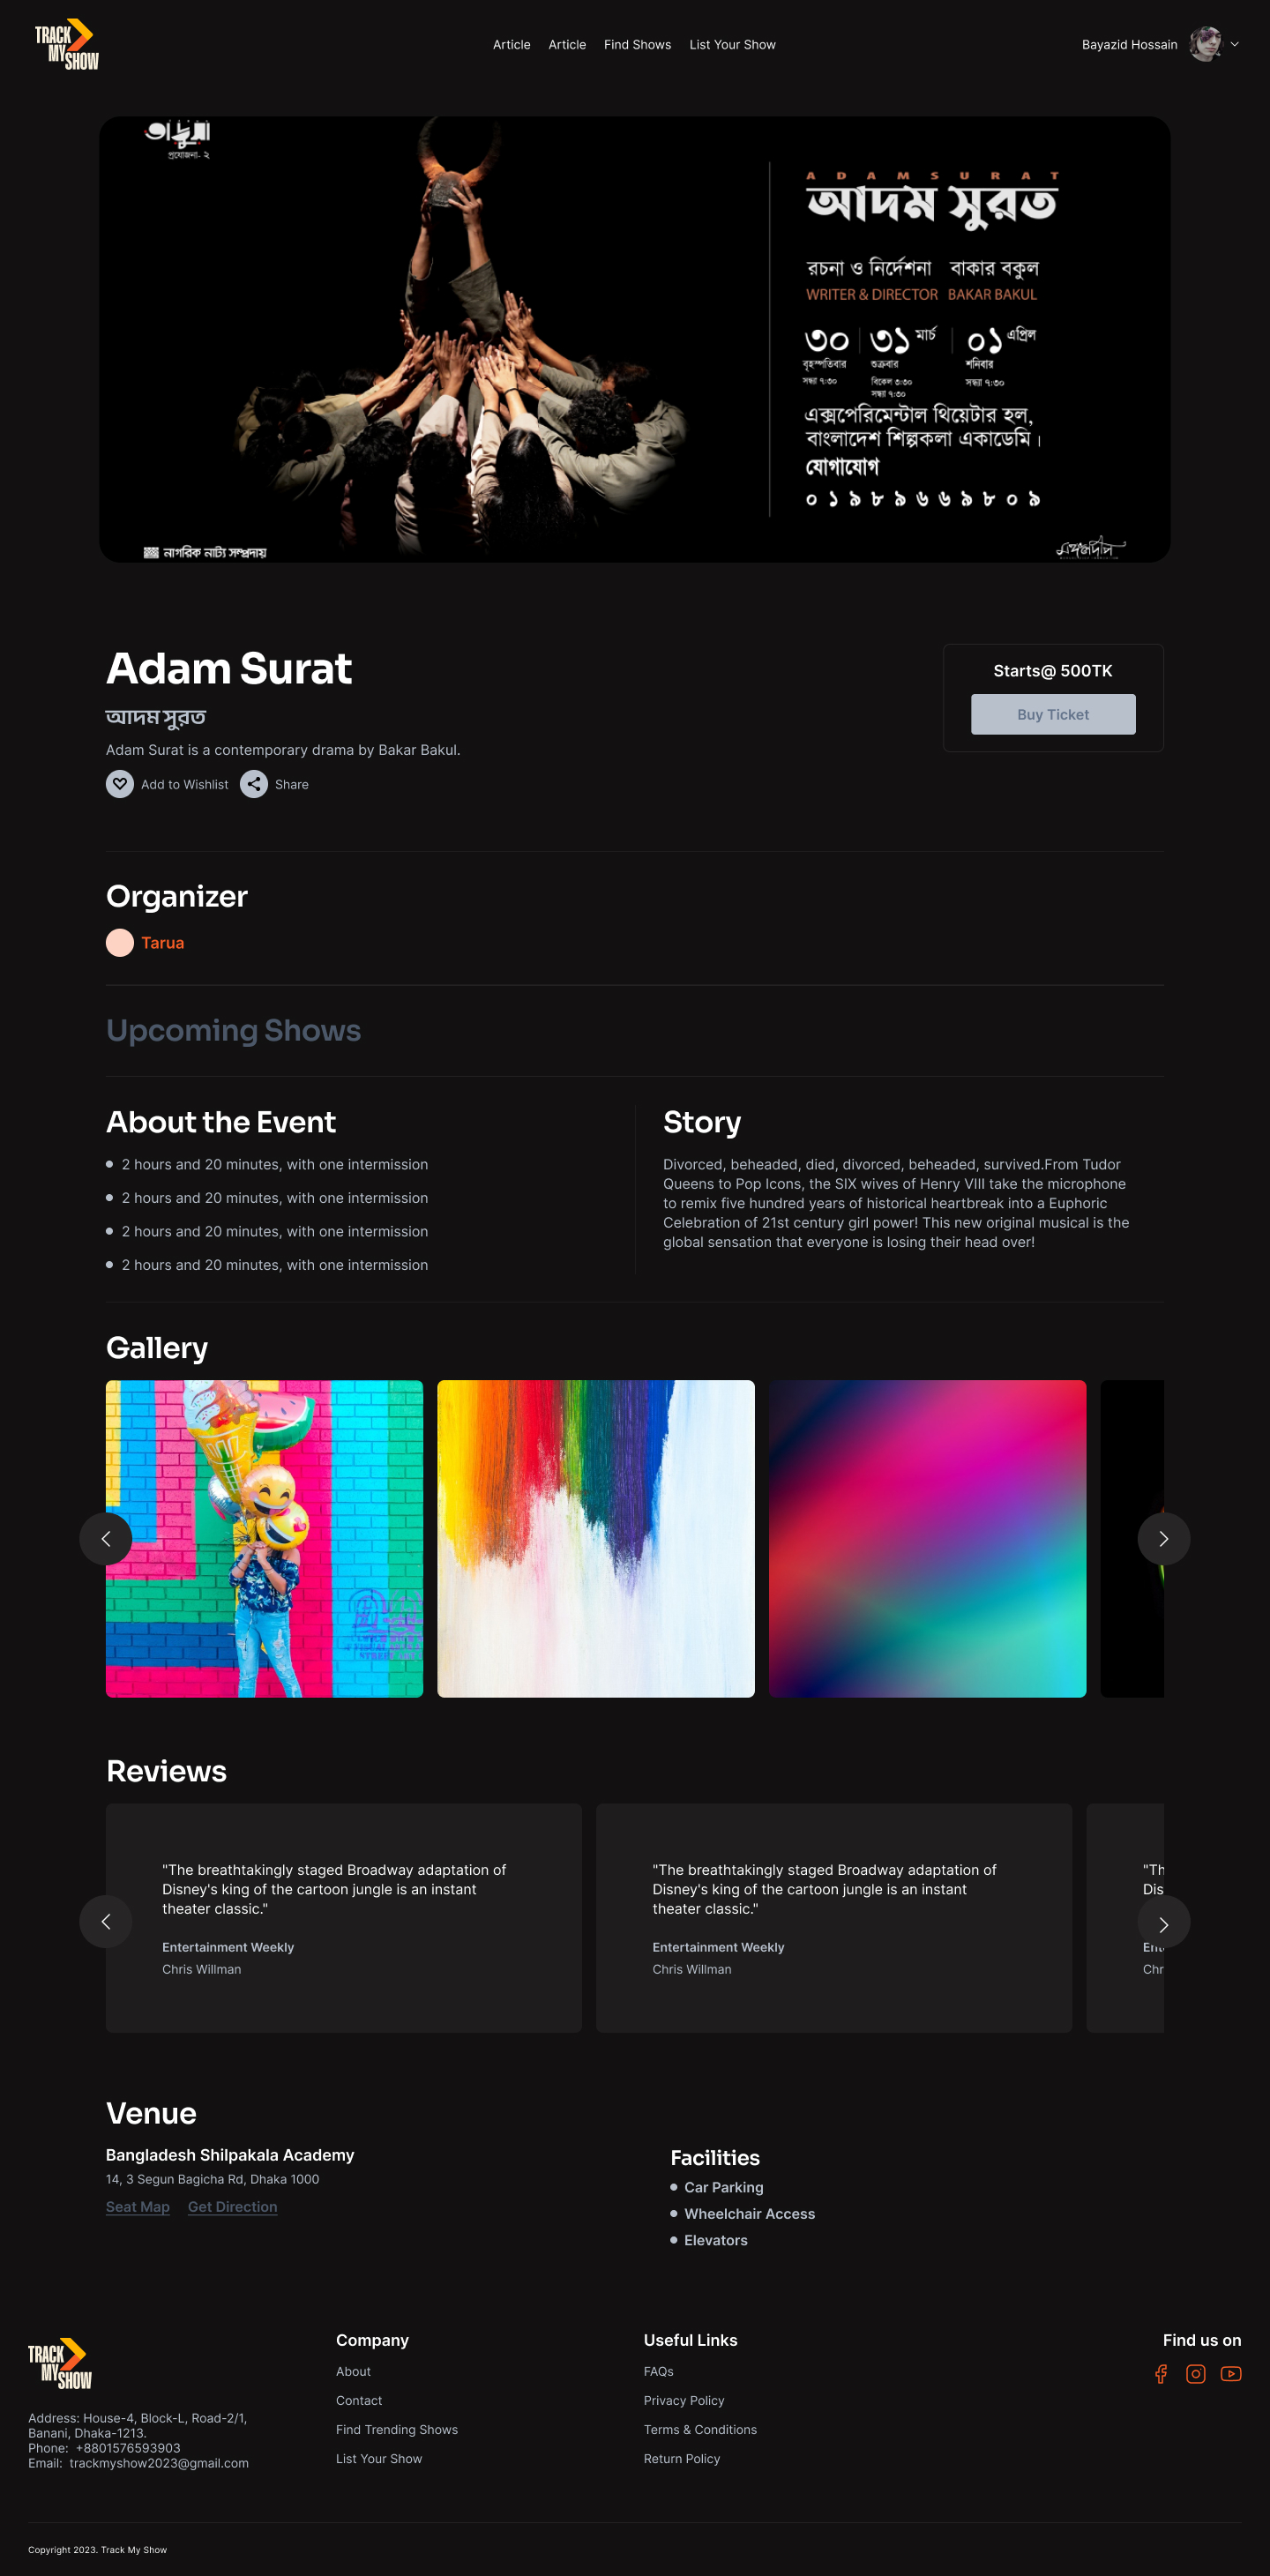 TRACK
MY
SHOW
Article Article Find Shows List Your Show
Bayazid Hossain
তাড়ুয়া
প্রযোজনা- ২
ADAMSURAT
আদম সুরত
রচনা ও নির্দেশনা বাকার বকুল
WRITER & DIRECTOR BAKAR BAKUL
৩০ ৩১ মার্চ ০১ এপ্রিল
বৃহস্পতিবার শুক্রবার শনিবার
সন্ধ্যা ৭:৩০ বিকেল ৩:৩০ সন্ধ্যা ৭:৩০
সন্ধ্যা ৭:৩০
এক্সপেরিমেন্টাল থিয়েটার হল,
বাংলাদেশ শিল্পকলা একাডেমি।
যোগাযোগ
০১৯৮৯৬৬৯৮০৯
নাগরিক নাট্য সম্প্রদায়
Adam Surat
আদম সুরত
Adam Surat is a contemporary drama by Bakar Bakul.
Add to Wishlist Share
Starts@ 500TK
Buy Ticket
Organizer
Tarua
Upcoming Shows
About the Event
2 hours and 20 minutes, with one intermission
2 hours and 20 minutes, with one intermission
2 hours and 20 minutes, with one intermission
2 hours and 20 minutes, with one intermission
Story
Divorced, beheaded, died, divorced, beheaded, survived.From Tudor
Queens to Pop Icons, the SIX wives of Henry VIII take the microphone
to remix five hundred years of historical heartbreak into a Euphoric
Celebration of 21st century girl power! This new original musical is the
global sensation that everyone is losing their head over!
Gallery
Reviews
"The breathtakingly staged Broadway adaptation of
Disney's king of the cartoon jungle is an instant
theater classic."
Entertainment Weekly
Chris Willman
"The breathtakingly staged Broadway adaptation of
Disney's king of the cartoon jungle is an instant
theater classic."
Entertainment Weekly
Chris Willman
"Th
Dis
Ent
Chr
Venue
Bangladesh Shilpakala Academy
14, 3 Segun Bagicha Rd, Dhaka 1000
Seat Map Get Direction
Facilities
Car Parking
Wheelchair Access
Elevators
TRACK
MY
SHOW
Address: House-4, Block-L, Road-2/1,
Banani, Dhaka-1213.
Phone: +8801576593903
Email: trackmyshow2023@gmail.com
Company
About
Contact
Find Trending Shows
List Your Show
Useful Links
FAQs
Privacy Policy
Terms & Conditions
Return Policy
Find us on
Copyright 2023. Track My Show